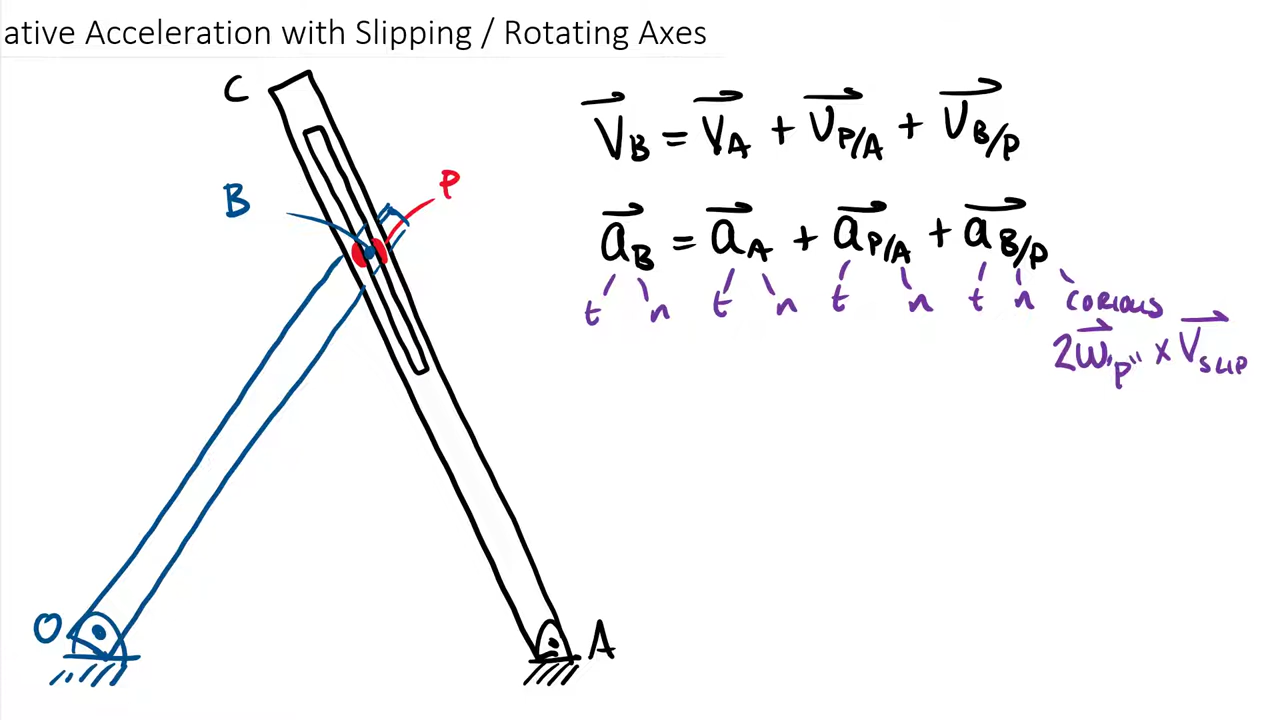 ative Acceleration with Slipping / Rotating Axes
C
B
P
O
A
V⃗B = V⃗A + V⃗P/A + V⃗B/P
a⃗B = a⃗A + a⃗P/A + a⃗B/P
t n t n t n t n CORIOLIS
2ω⃗"P" × V⃗SLIP